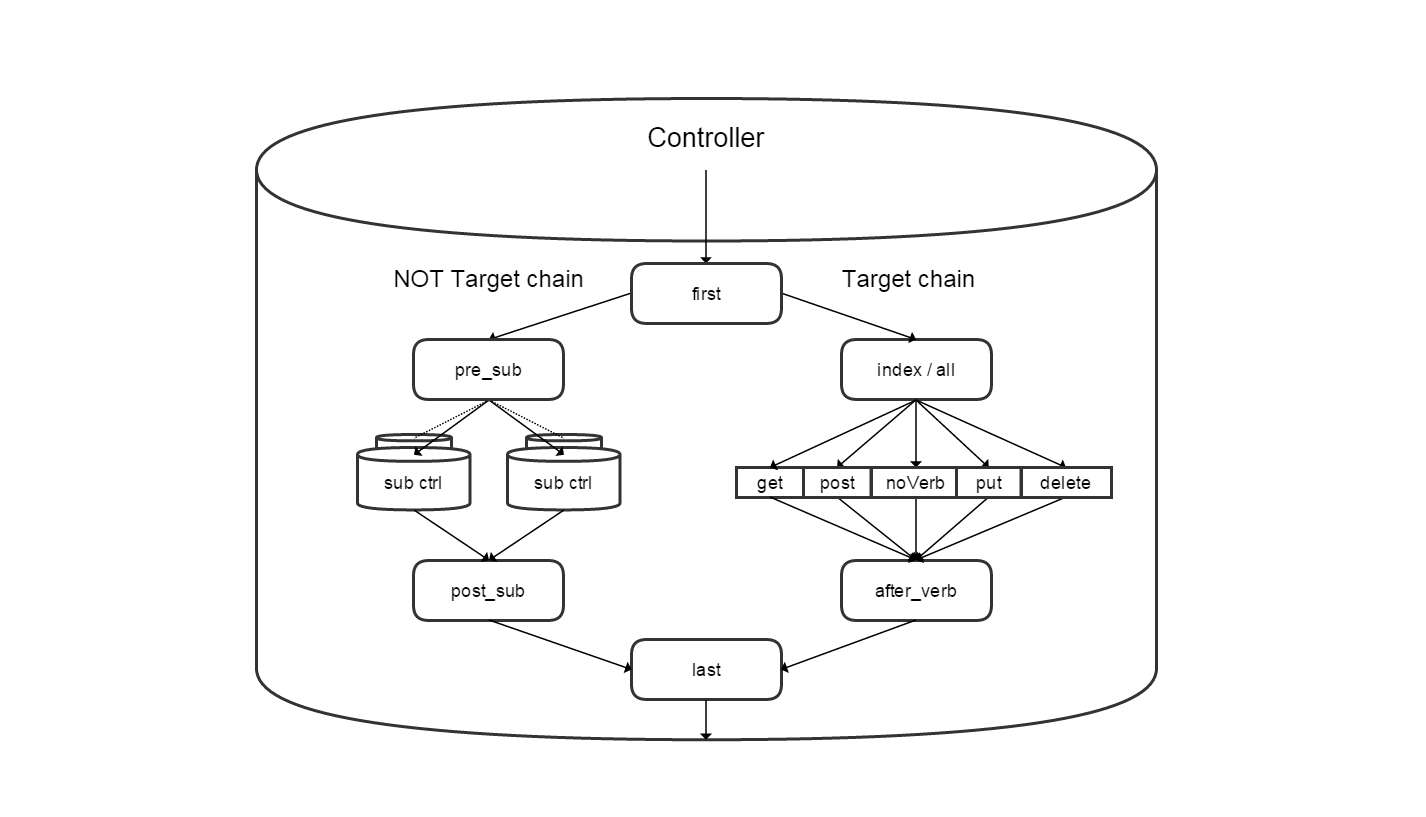 Controller
NOT Target chain
first
Target chain
pre_sub
index / all
sub ctrl
sub ctrl
get
post
noVerb
put
delete
post_sub
after_verb
last